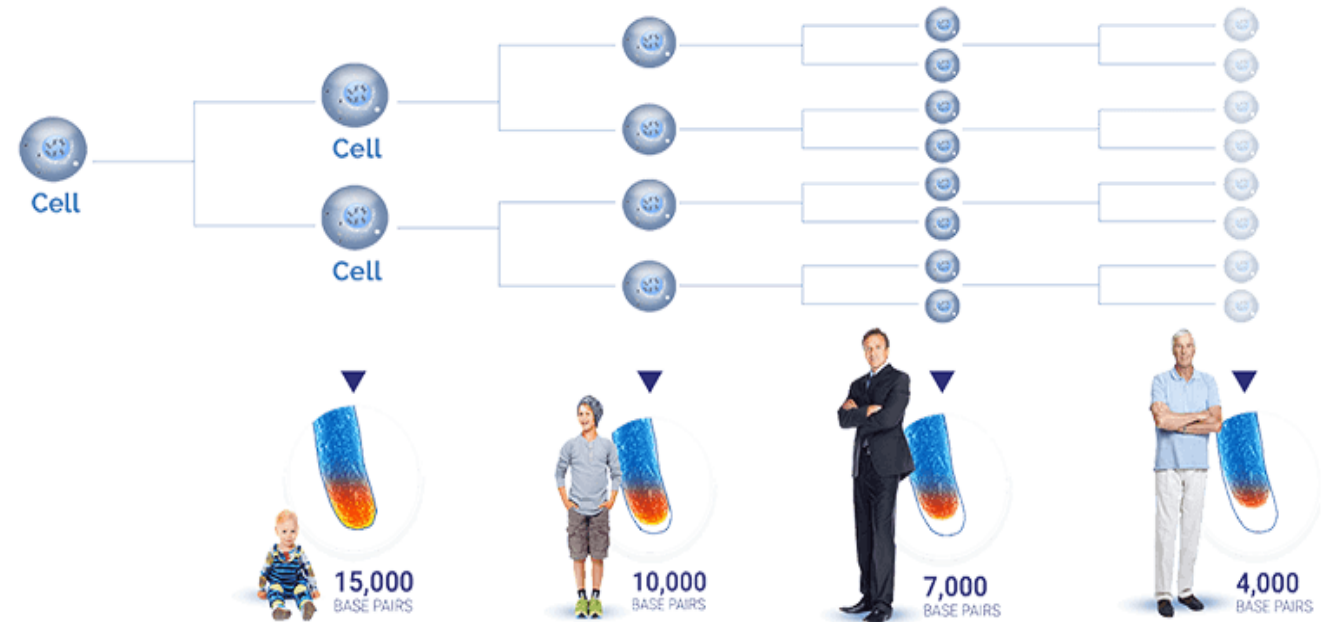 Cell
Cell
Cell
15,000
BASE PAIRS
10,000
BASE PAIRS
7,000
BASE PAIRS
4,000
BASE PAIRS